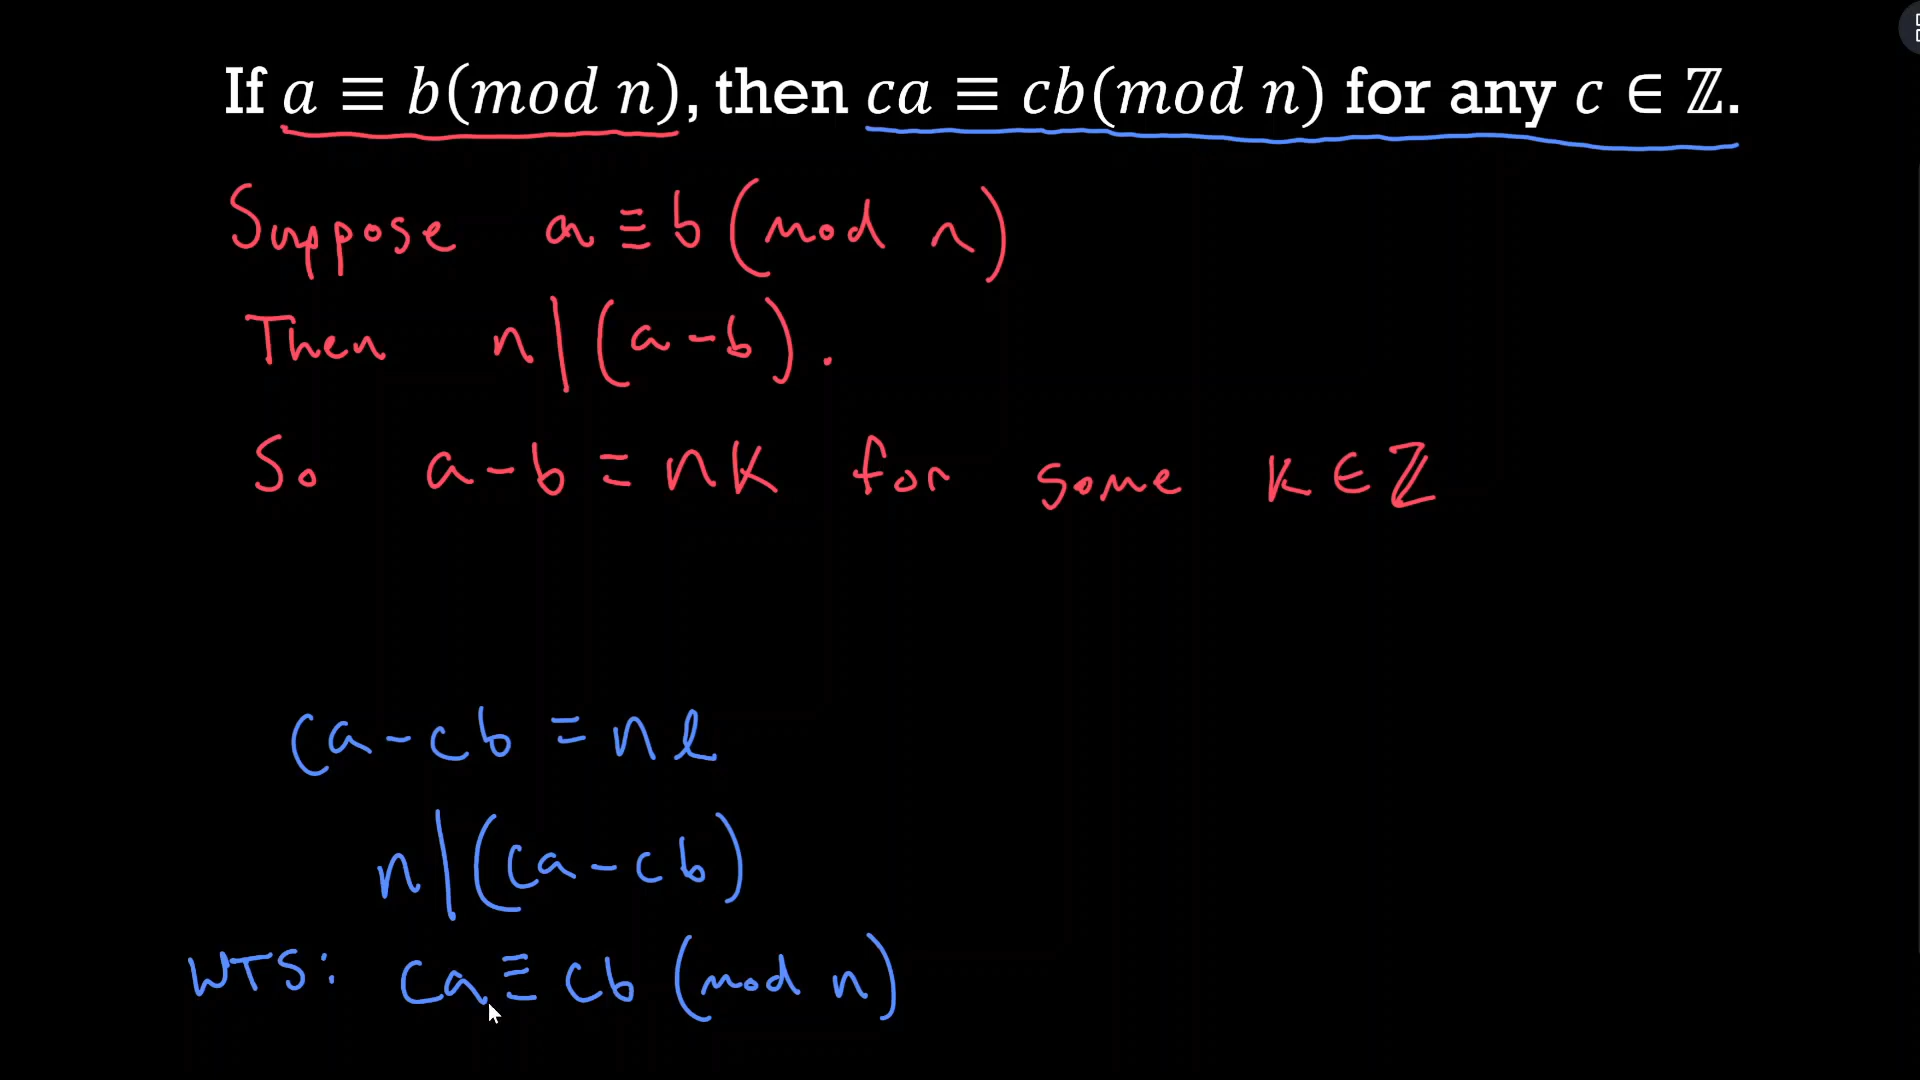 If a ≡ b(mod n), then ca ≡ cb(mod n) for any c ∈ ℤ.
Suppose a ≡ b (mod n)
Then n|(a-b).
So a-b = nk for some k ∈ ℤ
ca-cb = nl
n|(ca-cb)
WTS: ca ≡ cb (mod n)